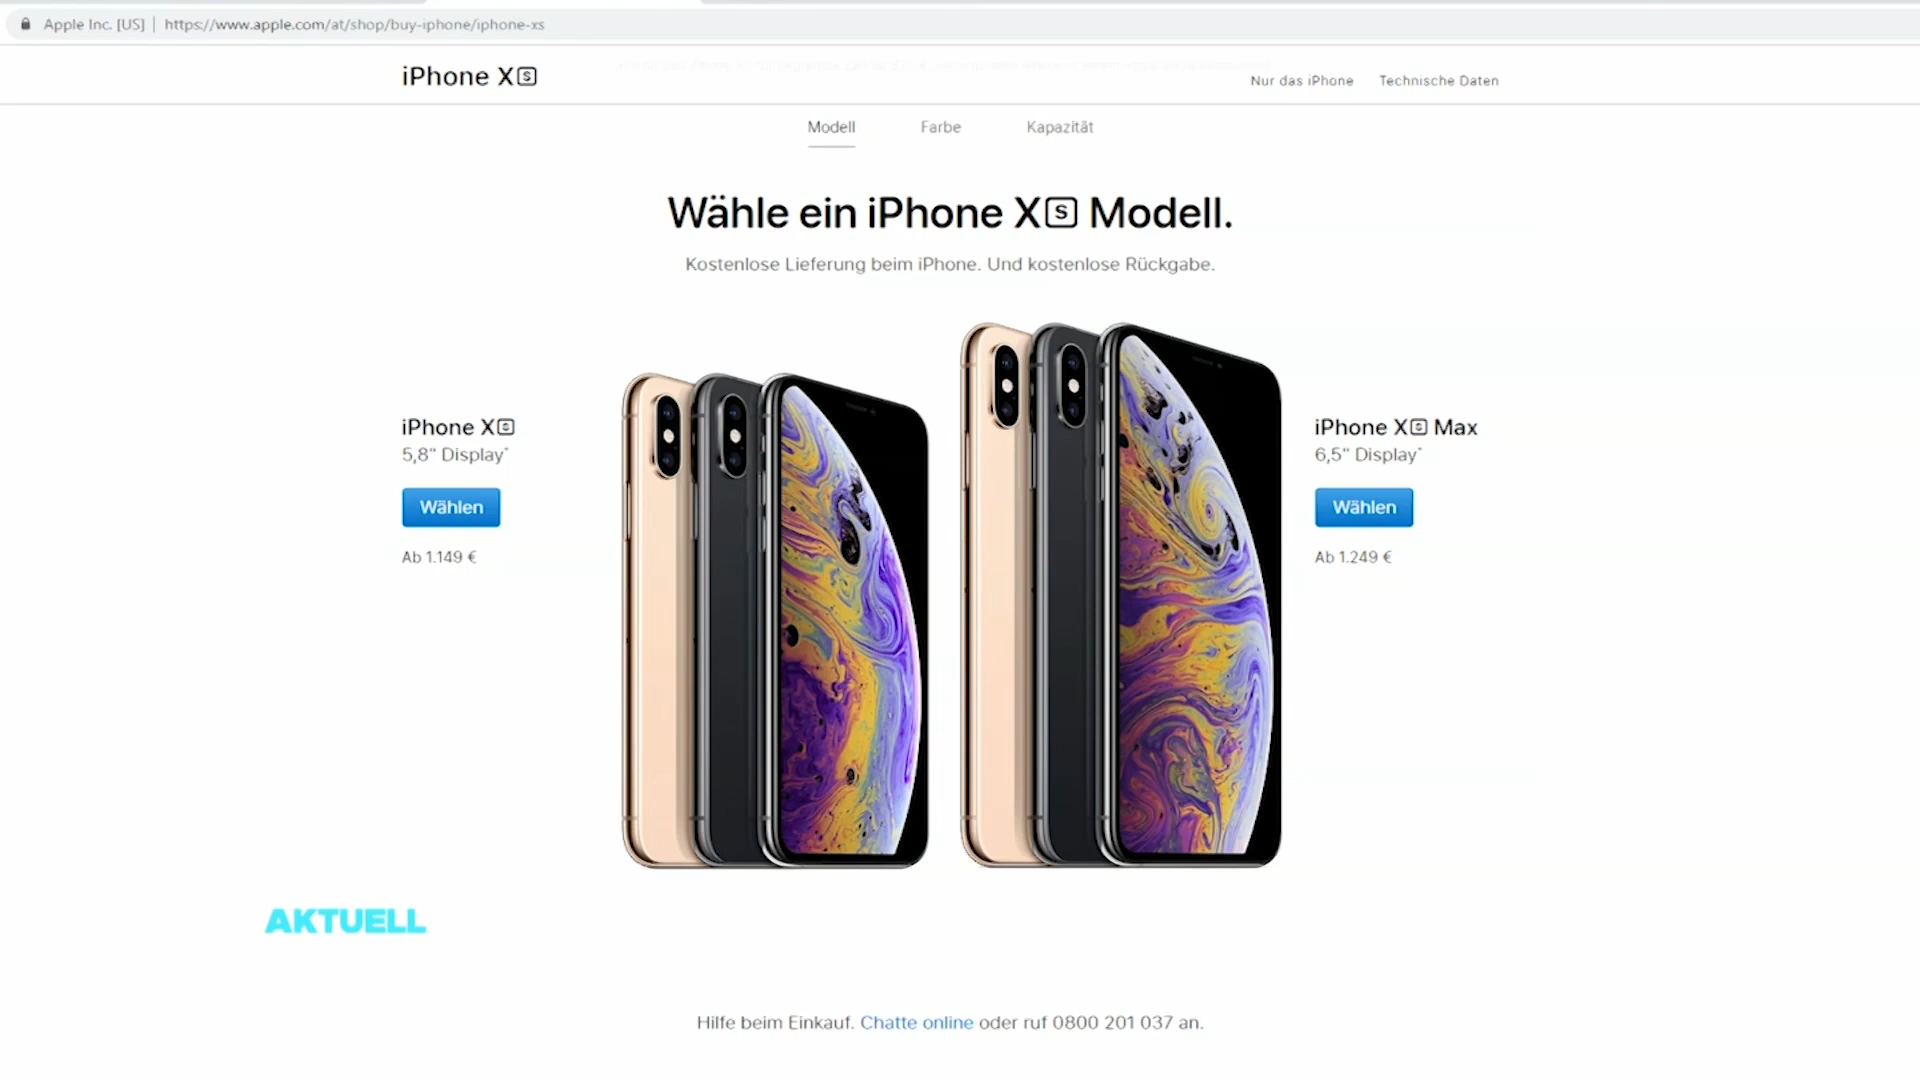 Apple Inc. [US] | https://www.apple.com/at/shop/buy-iphone/iphone-xs
iPhone XS
Nur das iPhone Technische Daten
Modell Farbe Kapazität
Wähle ein iPhone XS Modell.
Kostenlose Lieferung beim iPhone. Und kostenlose Rückgabe.
iPhone XS
5,8" Display*
Wählen
Ab 1.149 €
iPhone XS Max
6,5" Display*
Wählen
Ab 1.249 €
AKTUELL
Hilfe beim Einkauf. Chatte online oder ruf 0800 201 037 an.